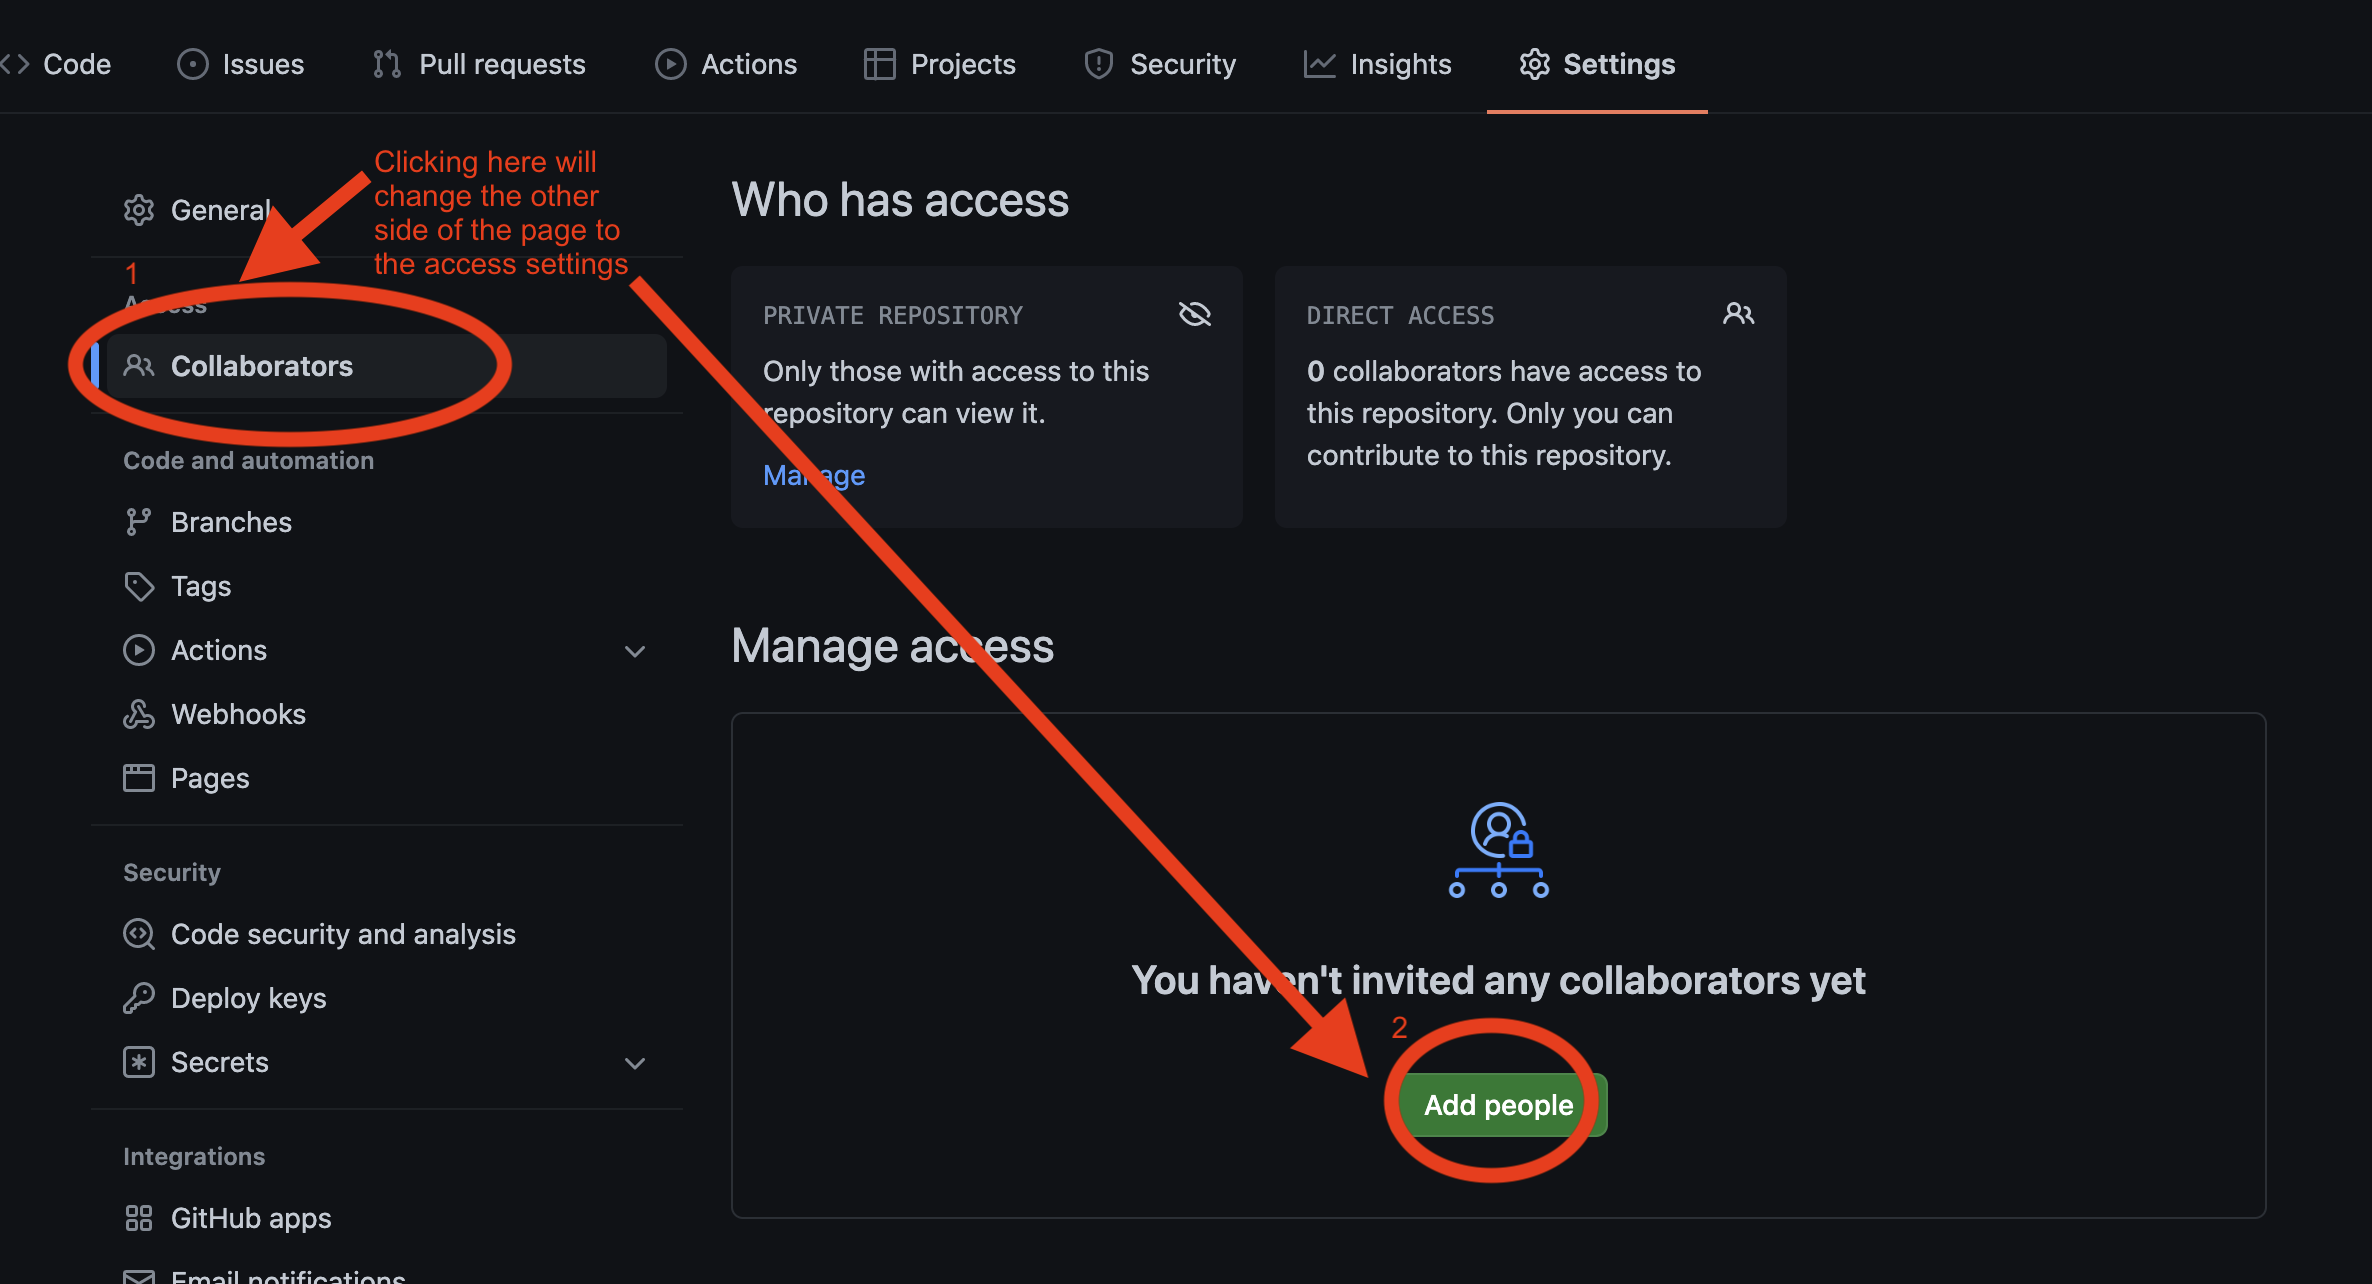 Code Issues Pull requests Actions Projects Security Insights Settings
Clicking here will
change the other
side of the page to
the access settings
General
1
Access
Collaborators
Code and automation
Branches
Tags
Actions
Webhooks
Pages
Security
Code security and analysis
Deploy keys
Secrets
Integrations
GitHub apps
Email notifications
Who has access
PRIVATE REPOSITORY
Only those with access to this
repository can view it.
Manage
DIRECT ACCESS
0 collaborators have access to
this repository. Only you can
contribute to this repository.
Manage access
You haven't invited any collaborators yet
2
Add people